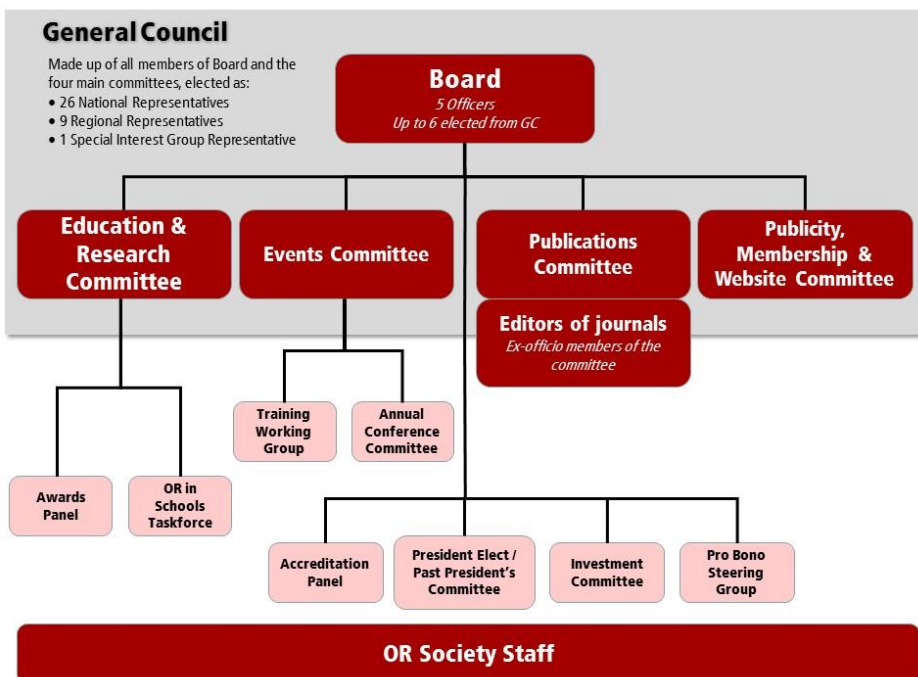 General Council
Made up of all members of Board and the
four main committees, elected as:
• 26 National Representatives
• 9 Regional Representatives
• 1 Special Interest Group Representative
Board
5 Officers
Up to 6 elected from GC
Education &
Research
Committee
Events Committee
Publications
Committee
Publicity,
Membership &
Website Committee
Editors of journals
Ex-officio members of the
committee
Training
Working
Group
Annual
Conference
Committee
Awards
Panel
OR in
Schools
Taskforce
Accreditation
Panel
President Elect /
Past President’s
Committee
Investment
Committee
Pro Bono
Steering
Group
OR Society Staff